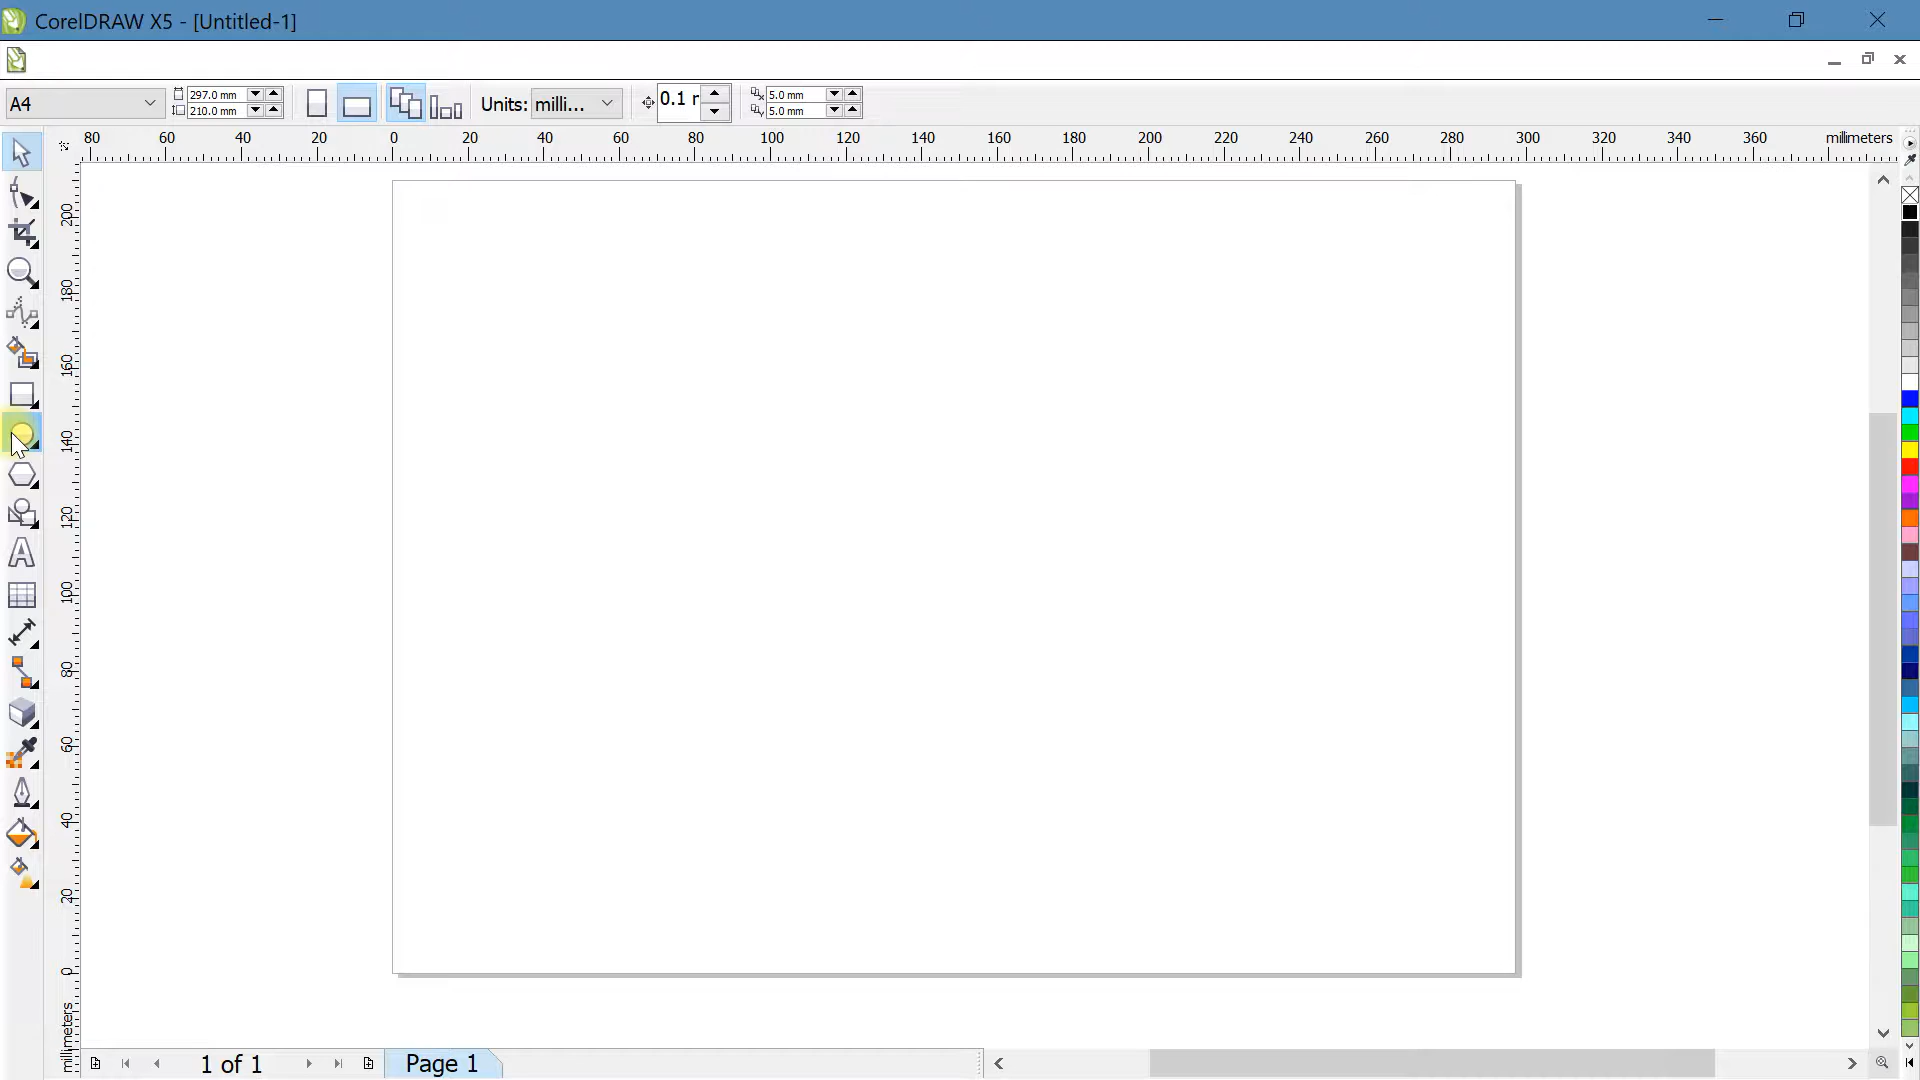 CorelDRAW X5 - [Untitled-1]
A4
297.0 mm
210.0 mm
Units: milli...
0.1 r
5.0 mm
5.0 mm
80 60 40 20 0 20 40 60 80 100 120 140 160 180 200 220 240 260 280 300 320 340 360 millimeters
200
180
160
140
120
100
80
60
40
20
0
millimeters
1 of 1
Page 1